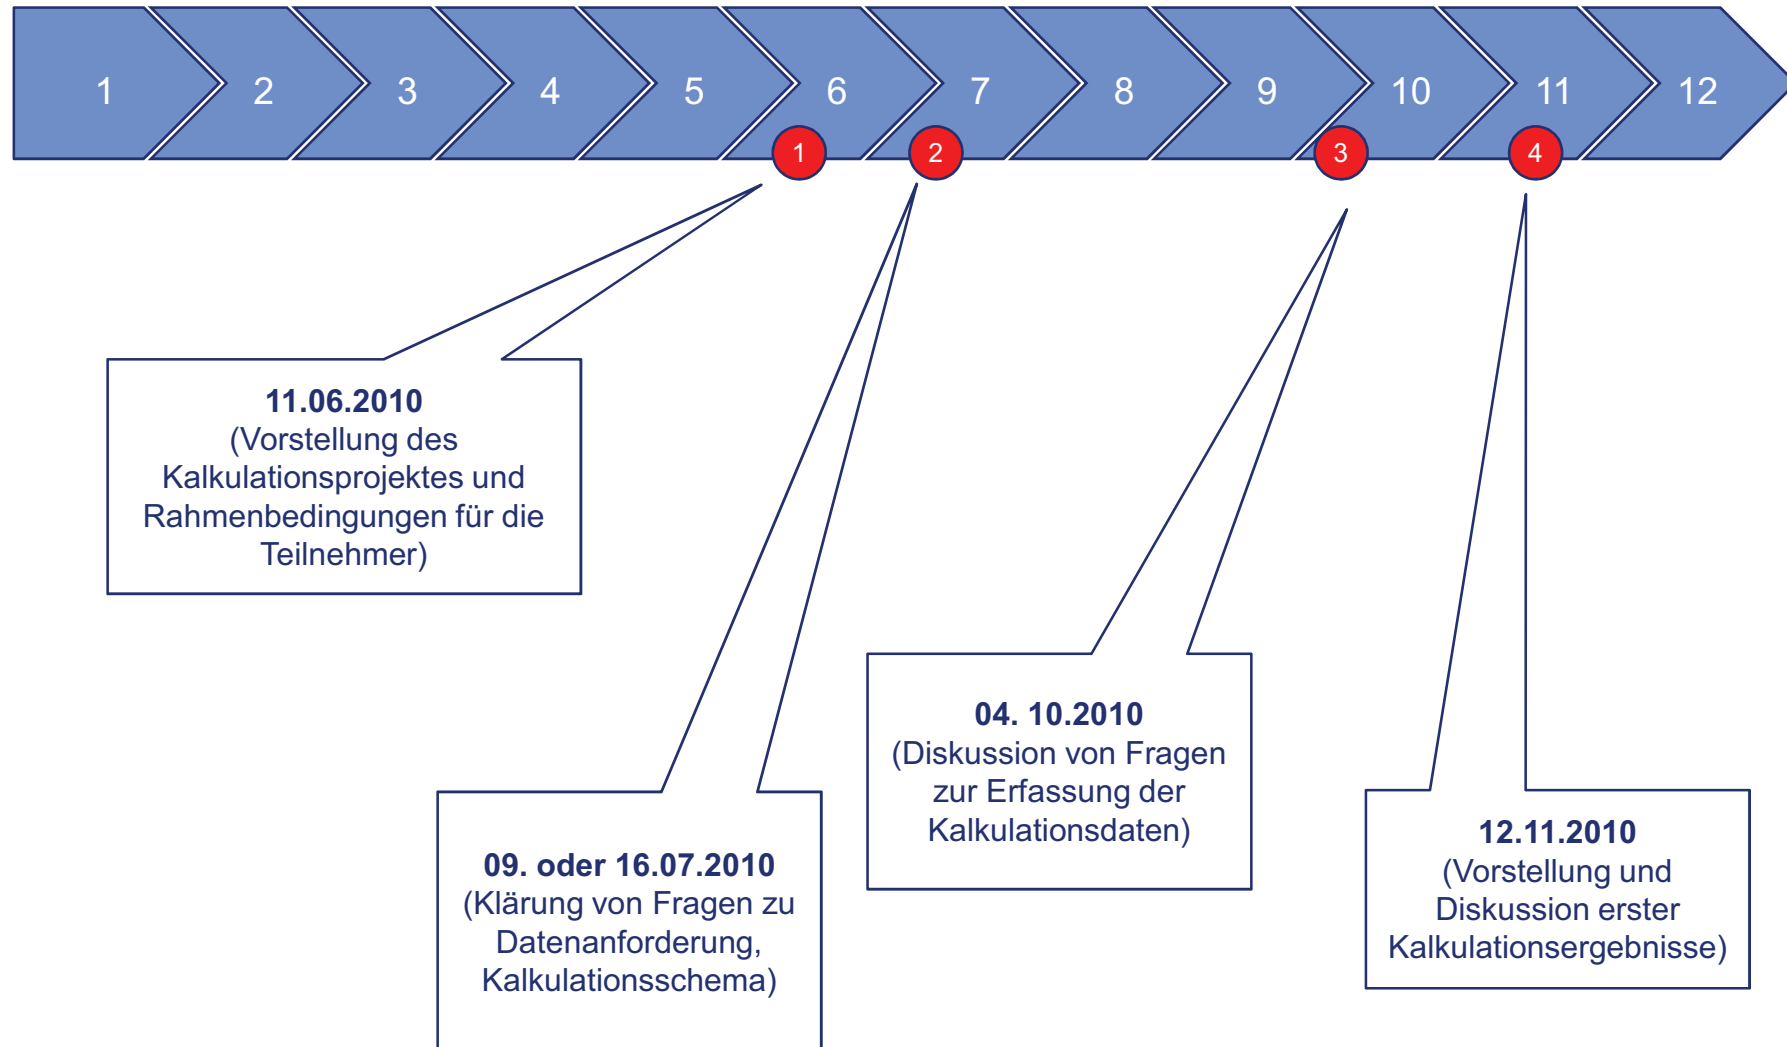 1
2
3
4
5
6
7
8
9
10
11
12
1
2
3
4
11.06.2010
(Vorstellung des
Kalkulationsprojektes und
Rahmenbedingungen für die
Teilnehmer)
09. oder 16.07.2010
(Klärung von Fragen zu
Datenanforderung,
Kalkulationsschema)
04. 10.2010
(Diskussion von Fragen
zur Erfassung der
Kalkulationsdaten)
12.11.2010
(Vorstellung und
Diskussion erster
Kalkulationsergebnisse)